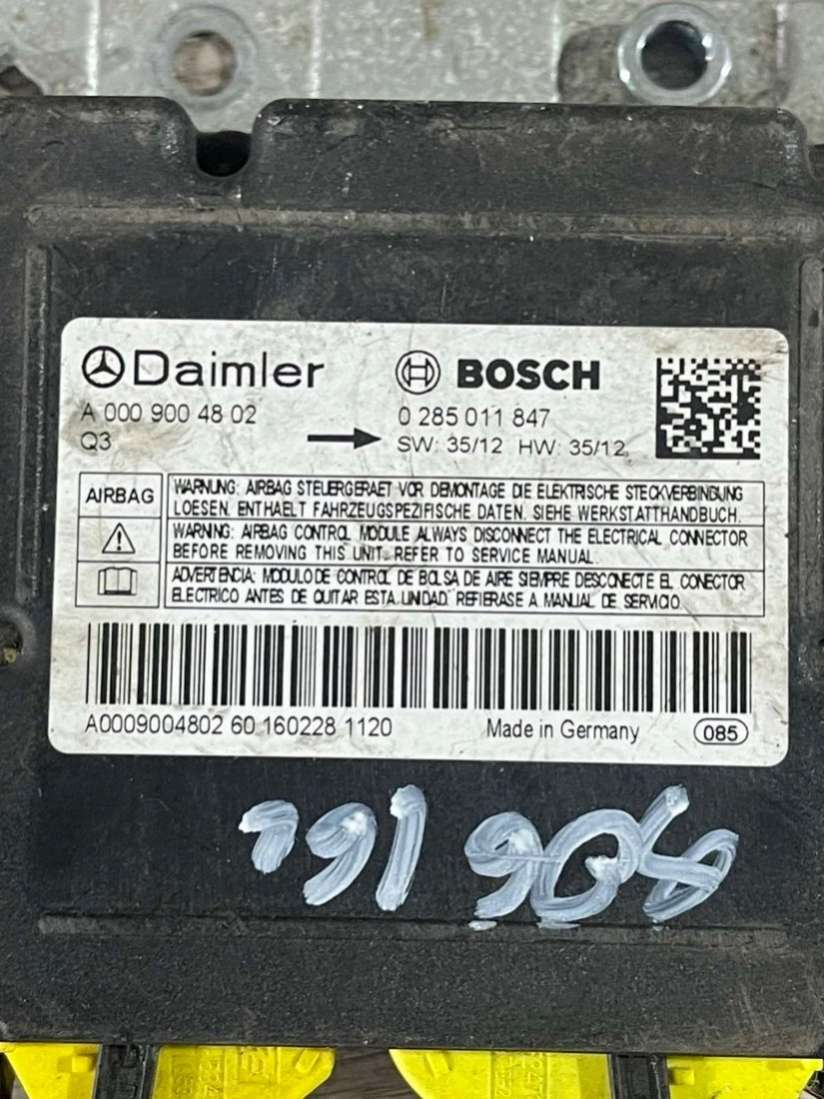 Daimler BOSCH
A 000 900 48 02 0 285 011 847
Q3 SW: 35/12 HW: 35/12
AIRBAG
WARNUNG: AIRBAG STEUERGERAET VOR DEMONTAGE DIE ELEKTRISCHE STECKVERBINDUNG
LOESEN. ENTHAELT FAHRZEUGSPEZIFISCHE DATEN. SIEHE WERKSTATTHANDBUCH.
WARNING: AIRBAG CONTROL MODULE ALWAYS DISCONNECT THE ELECTRICAL CONNECTOR
BEFORE REMOVING THIS UNIT. REFER TO SERVICE MANUAL.
ADVERTENCIA: MODULO DE CONTROL DE BOLSA DE AIRE SIEMPRE DESCONECTE EL CONECTOR
ELECTRICO ANTES DE QUITAR ESTA UNIDAD. REFIERASE A MANUAL DE SERVICIO.
A0009004802 60 160228 1120 Made in Germany 085